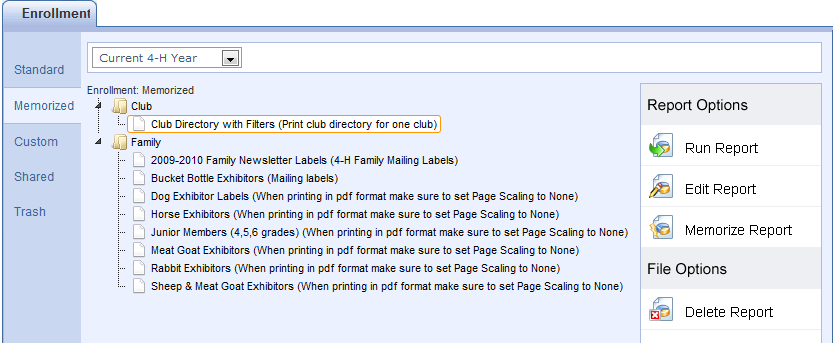 Enrollment
Standard
Memorized
Custom
Shared
Trash
Current 4-H Year
Enrollment: Memorized
Club
Club Directory with Filters (Print club directory for one club)
Family
2009-2010 Family Newsletter Labels (4-H Family Mailing Labels)
Bucket Bottle Exhibitors (Mailing labels)
Dog Exhibitor Labels (When printing in pdf format make sure to set Page Scaling to None)
Horse Exhibitors (When printing in pdf format make sure to set Page Scaling to None)
Junior Members (4,5,6 grades) (When printing in pdf format make sure to set Page Scaling to None)
Meat Goat Exhibitors (When printing in pdf format make sure to set Page Scaling to None)
Rabbit Exhibitors (When printing in pdf format make sure to set Page Scaling to None)
Sheep & Meat Goat Exhibitors (When printing in pdf format make sure to set Page Scaling to None)
Report Options
Run Report
Edit Report
Memorize Report
File Options
Delete Report